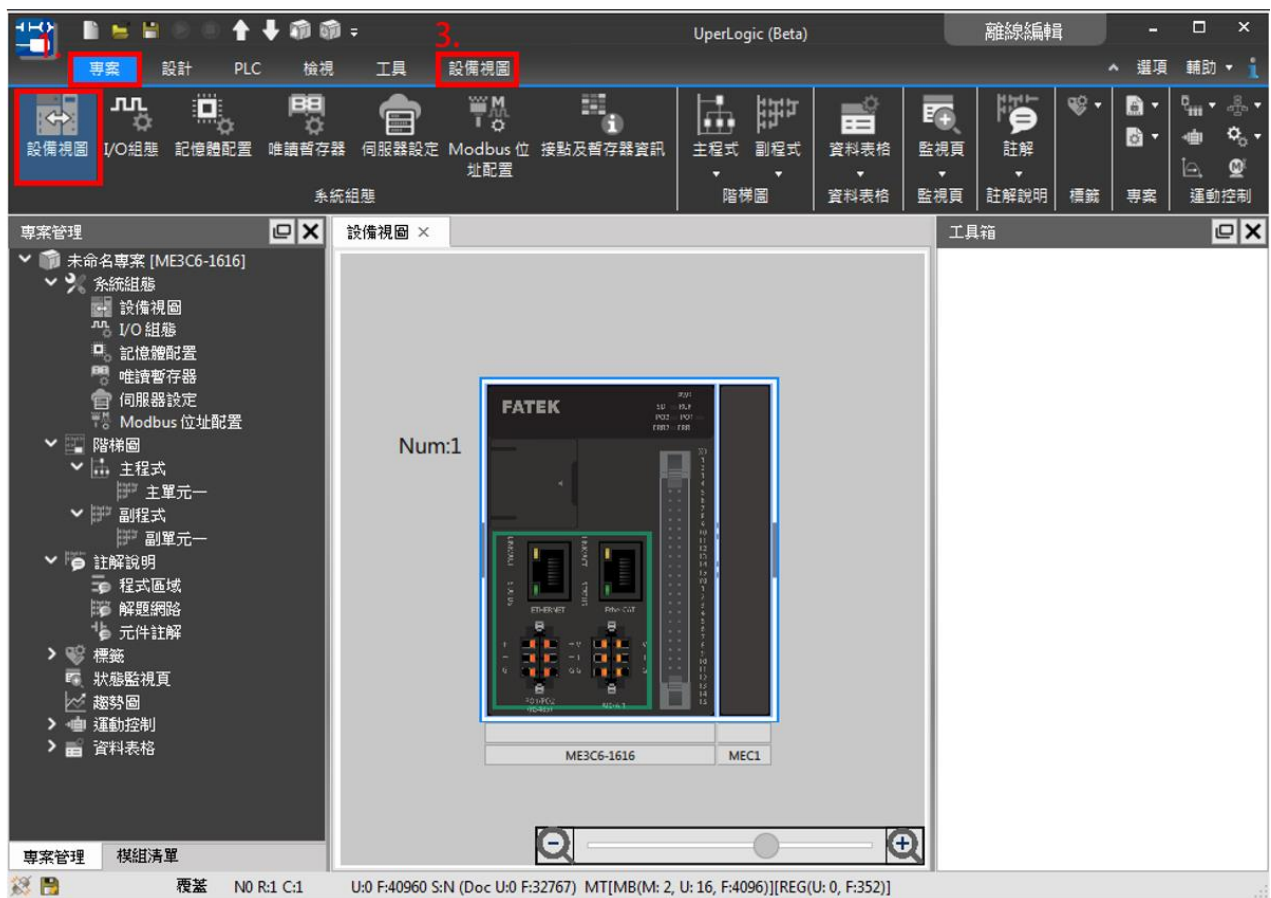 1.
3.
UperLogic (Beta)
離線編輯
專案 設計 PLC 檢視 工具 設備視圖
選項 輔助
設備視圖 I/O組態 記憶體配置 唯讀暫存器 伺服器設定 Modbus 位址配置 接點及暫存器資訊
主程式 副程式 資料表格 監視頁 註解
系統組態 階梯圖 資料表格 監視頁 註解說明 標籤 專案 運動控制
專案管理
設備視圖
工具箱
未命名專案 [ME3C6-1616]
系統組態
設備視圖
I/O 組態
記憶體配置
唯讀暫存器
伺服器設定
Modbus 位址配置
階梯圖
主程式
主單元一
副程式
副單元一
註解說明
程式區域
解題網路
元件註解
標籤
狀態監視頁
趨勢圖
運動控制
資料表格
Num:1
FATEK
ETHERNET
EtherCAT
ME3C6-1616 MEC1
專案管理 模組清單
覆蓋 N0 R:1 C:1 U:0 F:40960 S:N (Doc U:0 F:32767) MT[MB(M: 2, U: 16, F:4096)][REG(U: 0, F:352)]